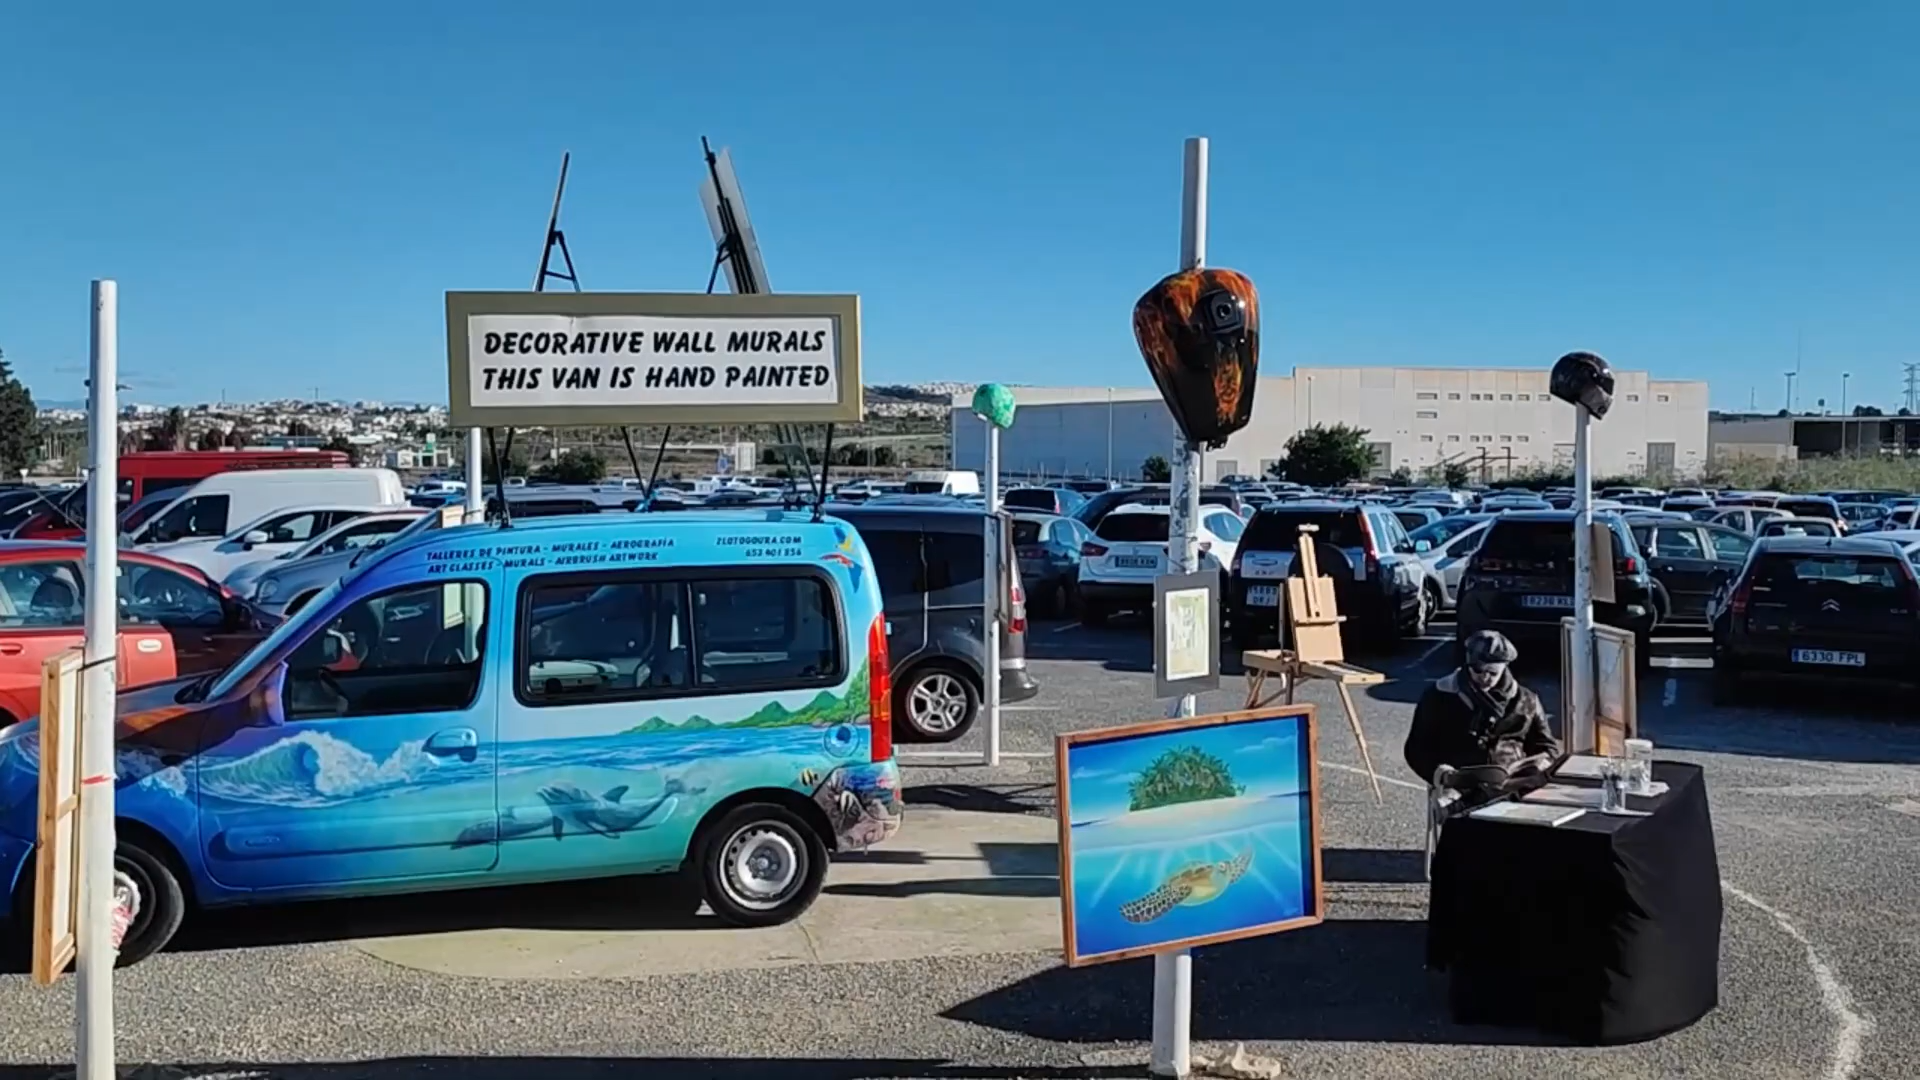 DECORATIVE WALL MURALS
THIS VAN IS HAND PAINTED
TALLERES DE PINTURA - MURALES - AEROGRAFIA
ART CLASSES - MURALS - AIRBRUSH ARTWORK
ZLOTOGOURA.COM
653 401 856
6330 FPL